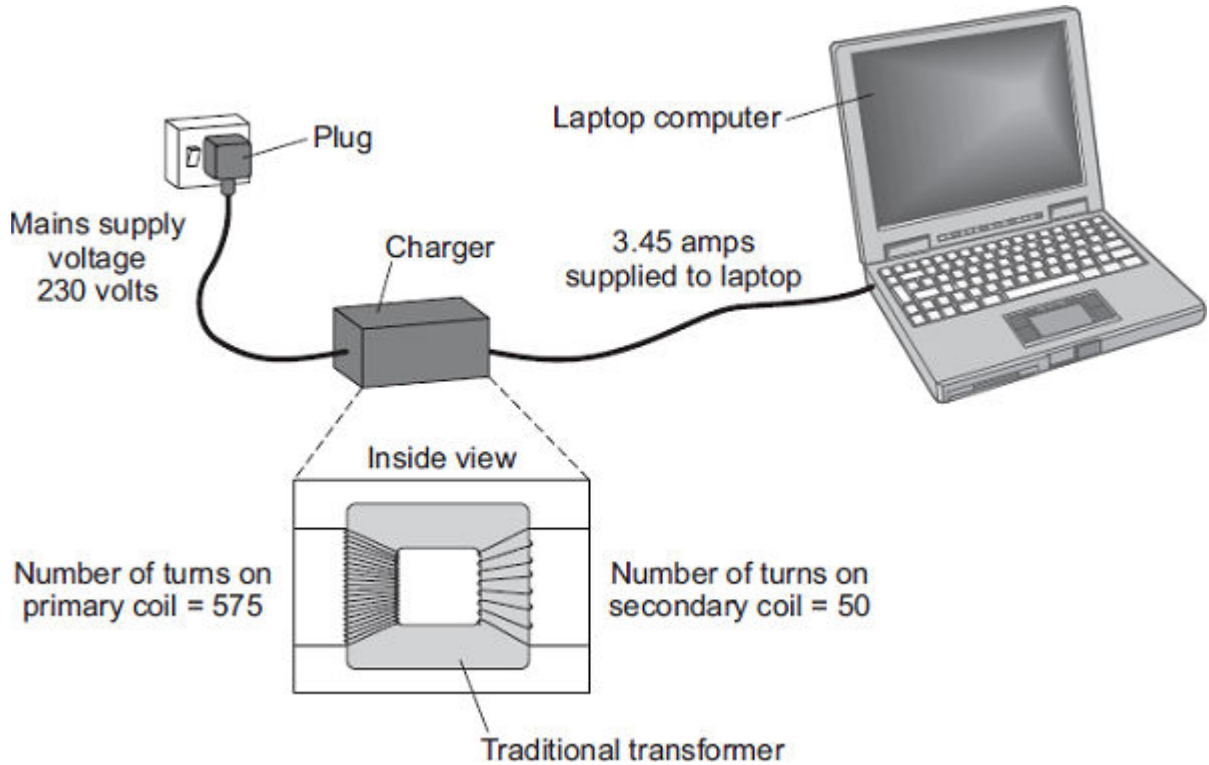 Laptop computer
Plug
Mains supply
voltage
230 volts
Charger
3.45 amps
supplied to laptop
Inside view
Number of turns on
primary coil = 575
Number of turns on
secondary coil = 50
Traditional transformer